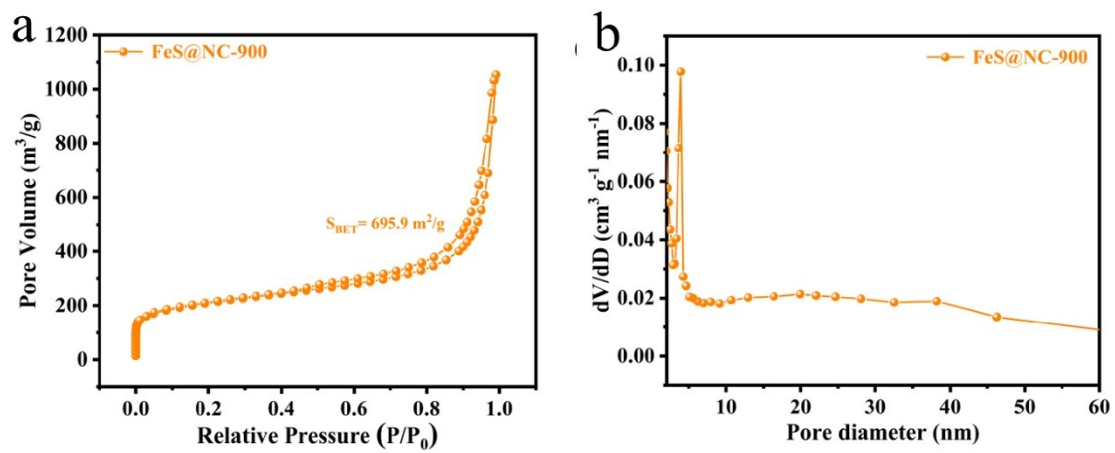 a
FeS@NC-900
Pore Volume (m³/g)
1200
1000
800
600
400
200
0
S_BET= 695.9 m²/g
0.0 0.2 0.4 0.6 0.8 1.0
Relative Pressure (P/P₀)
b
FeS@NC-900
dV/dD (cm³ g⁻¹ nm⁻¹)
0.10
0.08
0.06
0.04
0.02
0.00
10 20 30 40 50 60
Pore diameter (nm)